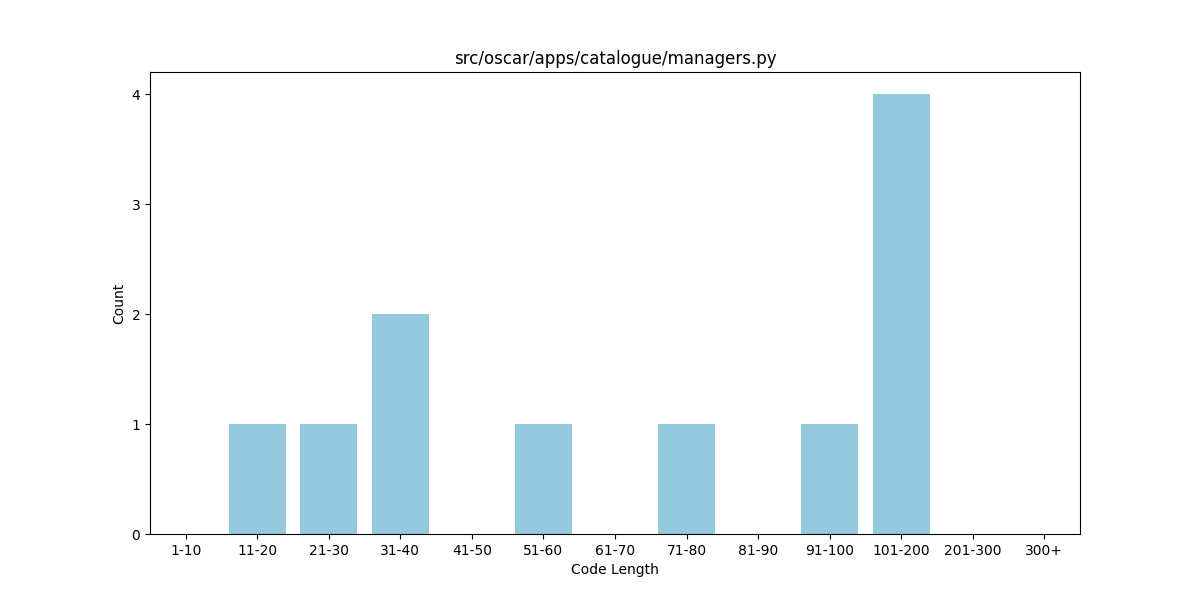 src/oscar/apps/catalogue/managers.py
4
3
2
1
0
Count
1-10 11-20 21-30 31-40 41-50 51-60 61-70 71-80 81-90 91-100 101-200 201-300 300+
Code Length